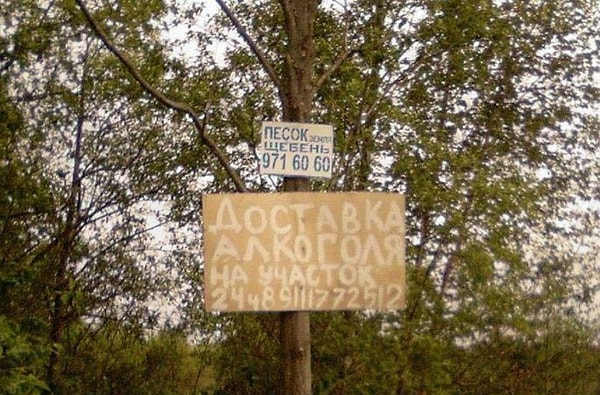 ПЕСОК ЗЕМЛЯ
ЩЕБЕНЬ
971 60 60
ДОСТАВКА
АЛКОГОЛЯ
НА УЧАСТОК
24ч 89111772512